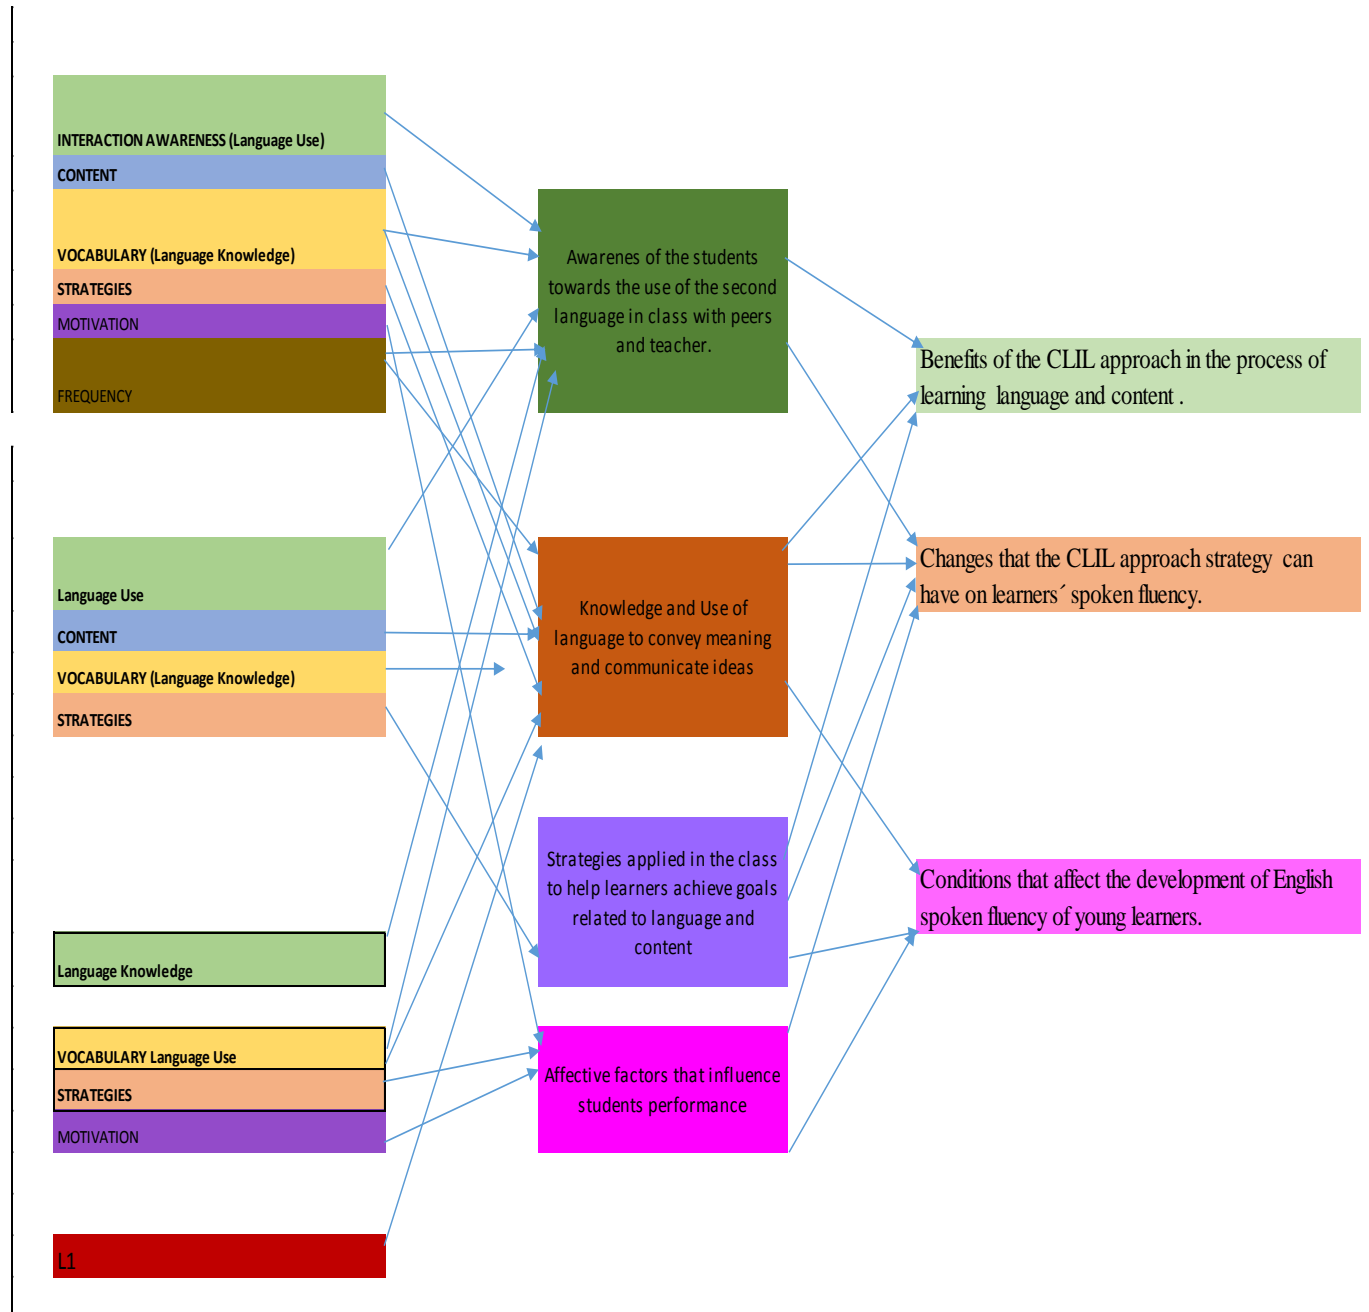 INTERACTION AWARENESS (Language Use)
CONTENT
VOCABULARY (Language Knowledge)
STRATEGIES
MOTIVATION
FREQUENCY
Language Use
CONTENT
VOCABULARY (Language Knowledge)
STRATEGIES
Language Knowledge
VOCABULARY Language Use
STRATEGIES
MOTIVATION
L1
Awarenes of the students
towards the use of the second
language in class with peers
and teacher.
Knowledge and Use of
language to convey meaning
and communicate ideas
Strategies applied in the class
to help learners achieve goals
related to language and
content
Affective factors that influence
students performance
Benefits of the CLIL approach in the process of
learning language and content .
Changes that the CLIL approach strategy can
have on learners´ spoken fluency.
Conditions that affect the development of English
spoken fluency of young learners.